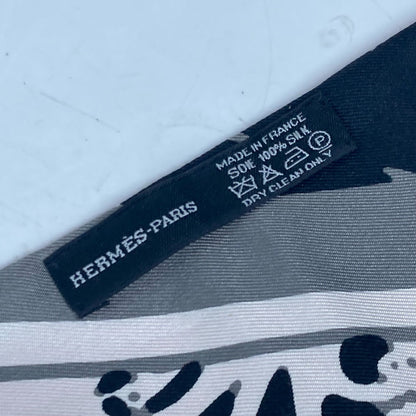 HERMÈS-PARIS
MADE IN FRANCE
SOIE 100% SILK
P
DRY CLEAN ONLY